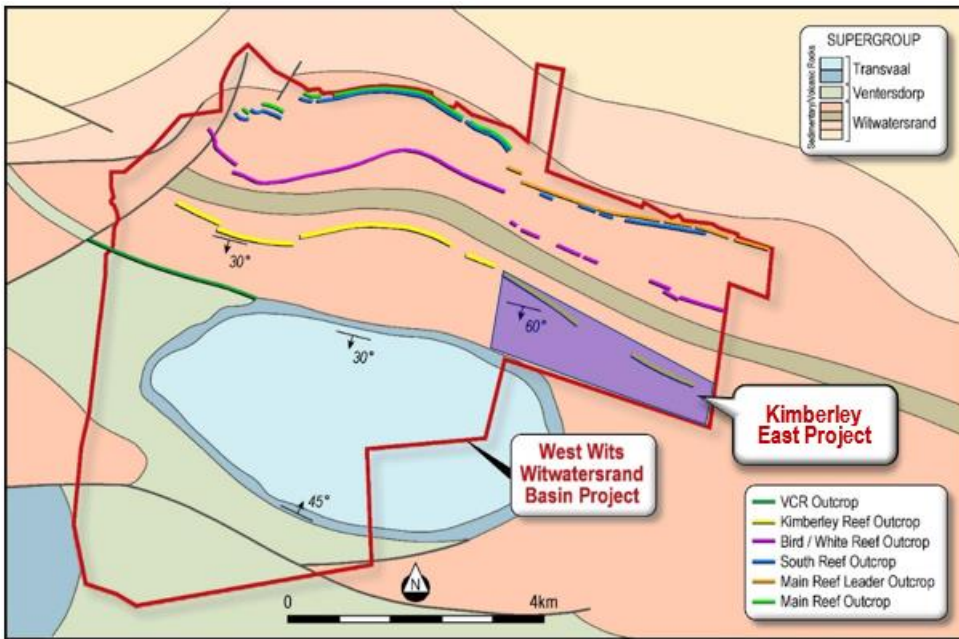 SUPERGROUP
Sedimentary/Volcanic Rocks
Transvaal
Ventersdorp
Witwatersrand
30°
60°
30°
45°
Kimberley
East Project
West Wits
Witwatersrand
Basin Project
VCR Outcrop
Kimberley Reef Outcrop
Bird / White Reef Outcrop
South Reef Outcrop
Main Reef Leader Outcrop
Main Reef Outcrop
N
0
4km